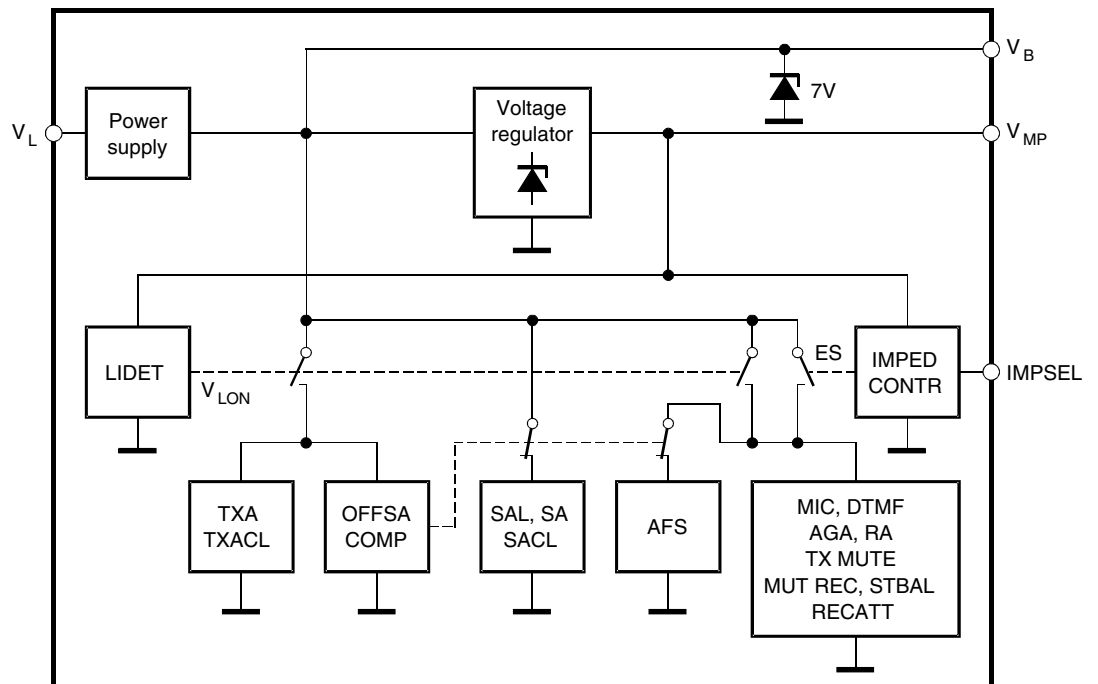 V_B
7V
Power
supply
Voltage
regulator
V_L
V_MP
LIDET
V_LON
ES
IMPED
CONTR
IMPSEL
TXA
TXACL
OFFSA
COMP
SAL, SA
SACL
AFS
MIC, DTMF
AGA, RA
TX MUTE
MUT REC, STBAL
RECATT